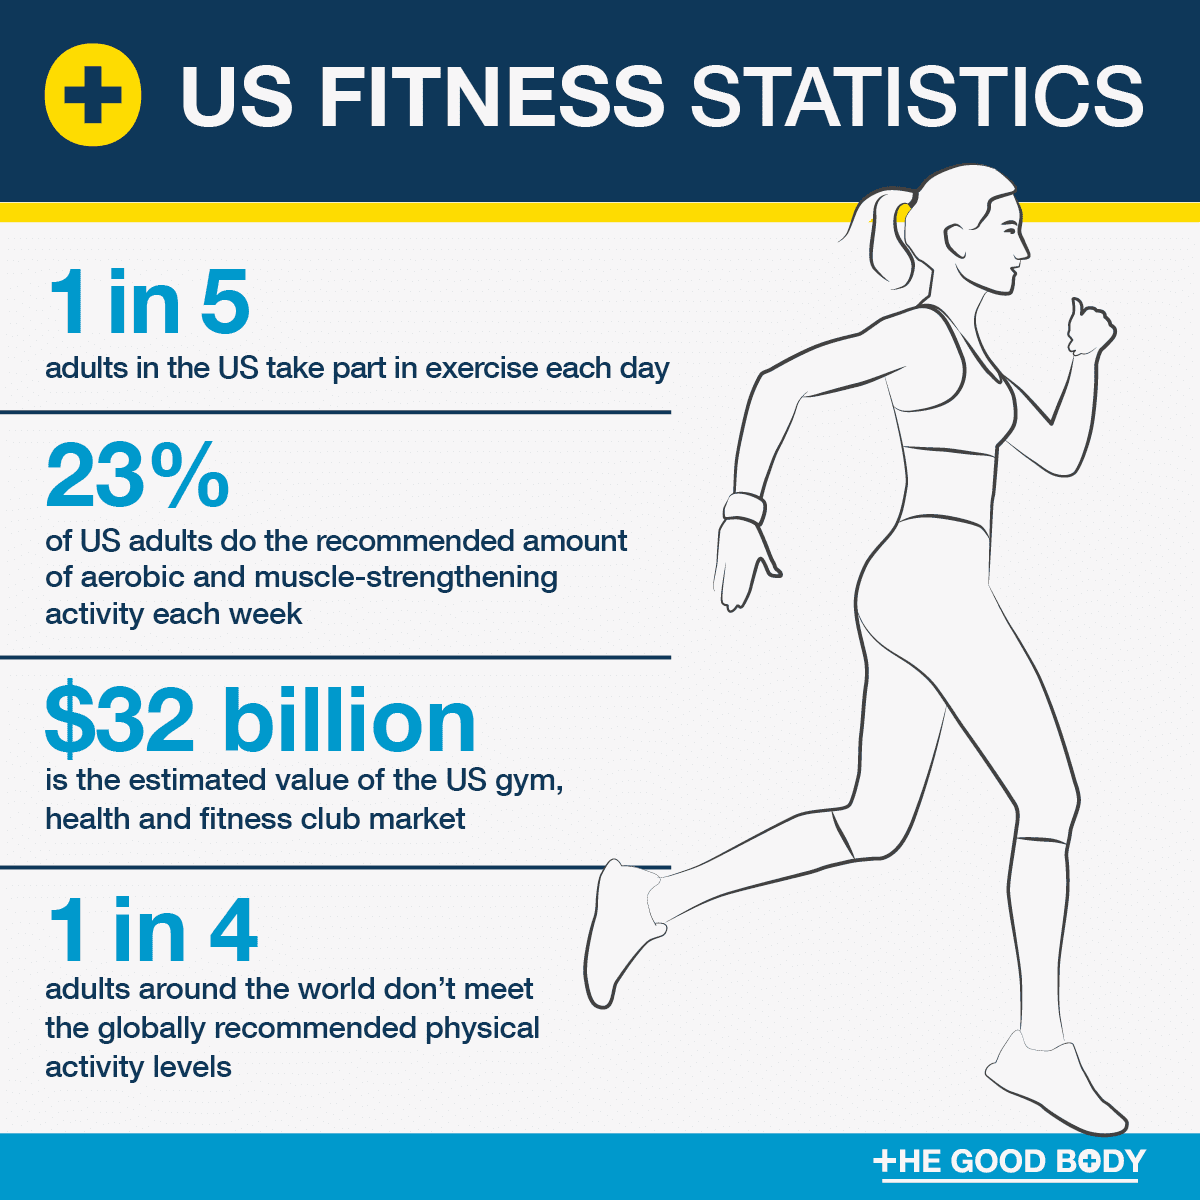 US FITNESS STATISTICS
1 in 5
adults in the US take part in exercise each day
23%
of US adults do the recommended amount
of aerobic and muscle-strengthening
activity each week
$32 billion
is the estimated value of the US gym,
health and fitness club market
1 in 4
adults around the world don’t meet
the globally recommended physical
activity levels
THE GOOD BODY